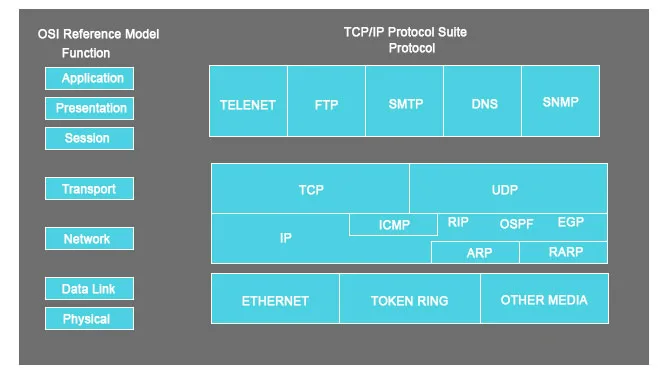 OSI Reference Model
Function
TCP/IP Protocol Suite
Protocol
Application
Presentation
Session
TELENET FTP SMTP DNS SNMP
Transport
TCP UDP
Network
IP ICMP RIP OSPF EGP
ARP RARP
Data Link
Physical
ETHERNET TOKEN RING OTHER MEDIA